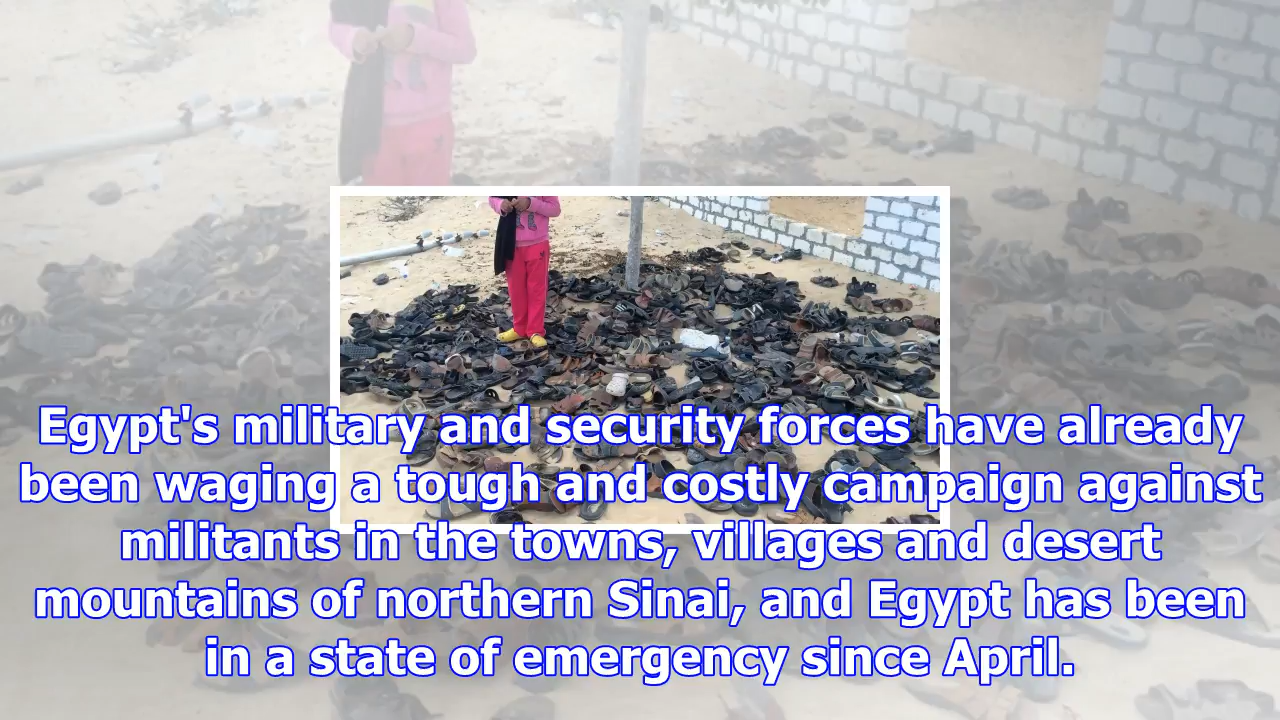 Egypt's military and security forces have already
been waging a tough and costly campaign against
militants in the towns, villages and desert
mountains of northern Sinai, and Egypt has been
in a state of emergency since April.